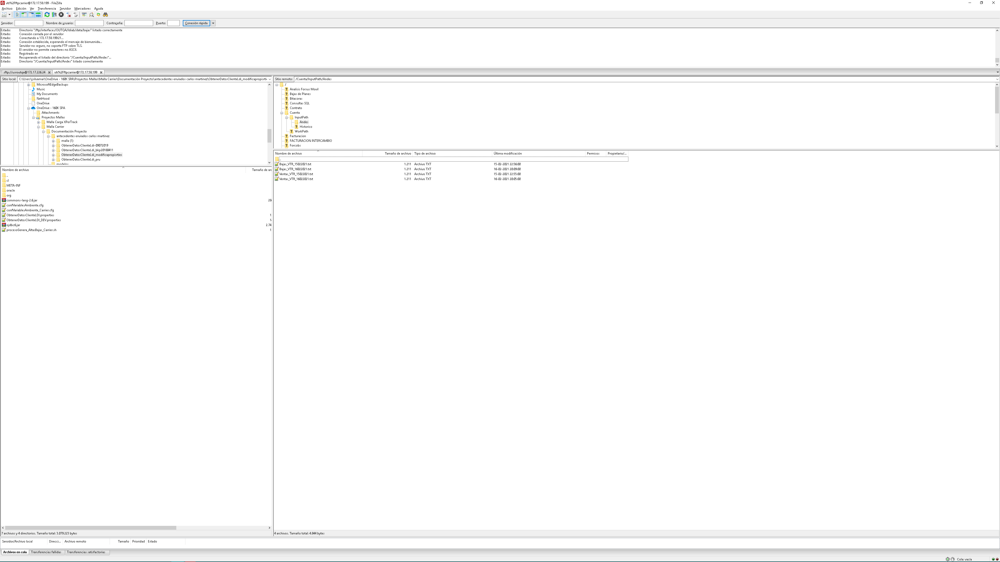 vtr%2Fftpcarrier@172.17.58.199 - FileZilla
Archivo Edición Ver Transferencia Servidor Marcadores Ayuda
Servidor: Nombre de usuario: Contraseña: Puerto: Conexión rápida
Estado: Directorio "/ftp/interfaces/OUTQA/ldiab/data/bajas" listado correctamente
Estado: Conexión cerrada por el servidor
Estado: Conectando a 172.17.58.199:21...
Estado: Conexión establecida, esperando el mensaje de bienvenida...
Estado: Servidor no seguro, no soporta FTP sobre TLS.
Estado: El servidor no permite caracteres no ASCII.
Estado: Registrado en
Estado: Recuperando el listado del directorio "/Cuenta/InputPath/Andes"...
Estado: Directorio "/Cuenta/InputPath/Andes" listado correctamente
sftp://usroutqa@172.17.226.24 vtr%2Fftpcarrier@172.17.58.199
Sitio local: C:\Users\jsilvamar\OneDrive - 160K SPA\Proyectos Mallas\Malla Carrier\Documentación Proyecto\antecedentes enviados carlos martinez\ObtenerDatosClienteLdi_modificapropisrti
MicrosoftEdgeBackups
Music
My Documents
NetHood
OneDrive
OneDrive - 160K SPA
Attachments
Proyectos Mallas
Malla Carga XPerTrack
Malla Carrier
Documentación Proyecto
antecedentes enviados carlos martinez
malla (1)
ObtenerDatosClienteLdi-09072019
ObtenerDatosClienteLdi_bkp20180411
ObtenerDatosClienteLdi_modificapropisrties
ObtenerDatosClienteLdi_pru
modelos
Nombre de archivo Tamaño de arc
..
cl
META-INF
oracle
org
commons-lang-2.6.jar 28
confVariablesAmbiente.cfg
confVariablesAmbiente_Carrier.cfg
ObtenerDatosClienteLDI.properties 1
ObtenerDatosClienteLDI_DEV.properties 1
ojdbc6.jar 2.74
procesoGenera_AltasBajas_Carrier.sh 1
7 archivos y 4 directorios. Tamaño total: 3.079.223 bytes
Sitio remoto: /Cuenta/InputPath/Andes
/
Analisis Forsus Movil
Bajas de Planes
Bitacoras
Consultas SQL
Contrato
Cuenta
InputPath
Andes
Historico
WorkPath
Facturacion
FACTURACION INTERCAMBIO
Forcobs
Nombre de archivo Tamaño de archivo Tipo de archivo Última modificación Permisos Propietario/...
..
Bajas_VTR_15022021.txt 1.211 Archivo TXT 15-02-2021 22:56:00
Bajas_VTR_16022021.txt 1.211 Archivo TXT 16-02-2021 20:09:00
Ventas_VTR_15022021.txt 1.211 Archivo TXT 15-02-2021 22:55:00
Ventas_VTR_16022021.txt 1.211 Archivo TXT 16-02-2021 20:05:00
4 archivos. Tamaño total: 4.844 bytes
Servidor/Archivo local Direcci... Archivo remoto Tamaño Prioridad Estado
Archivos en cola Transferencias fallidas Transferencias satisfactorias
Cola: vacía